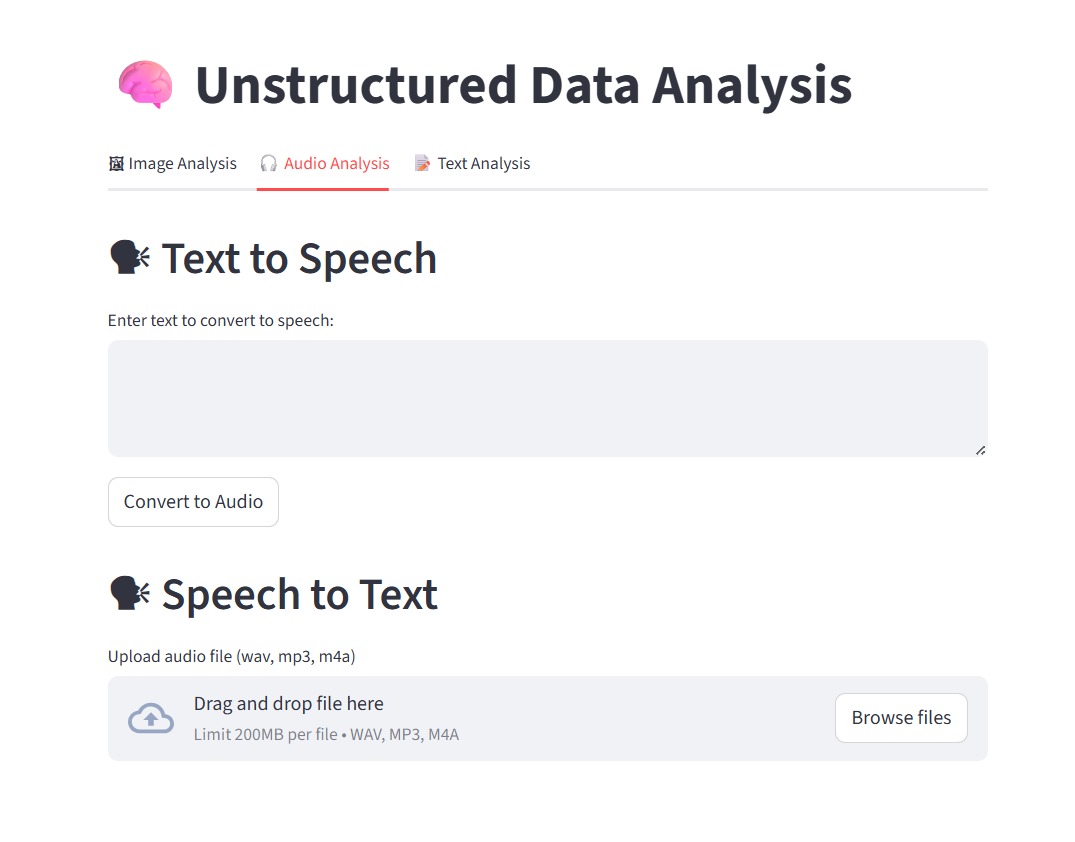 Unstructured Data Analysis
Image Analysis Audio Analysis Text Analysis
Text to Speech
Enter text to convert to speech:
Convert to Audio
Speech to Text
Upload audio file (wav, mp3, m4a)
Drag and drop file here
Limit 200MB per file • WAV, MP3, M4A
Browse files